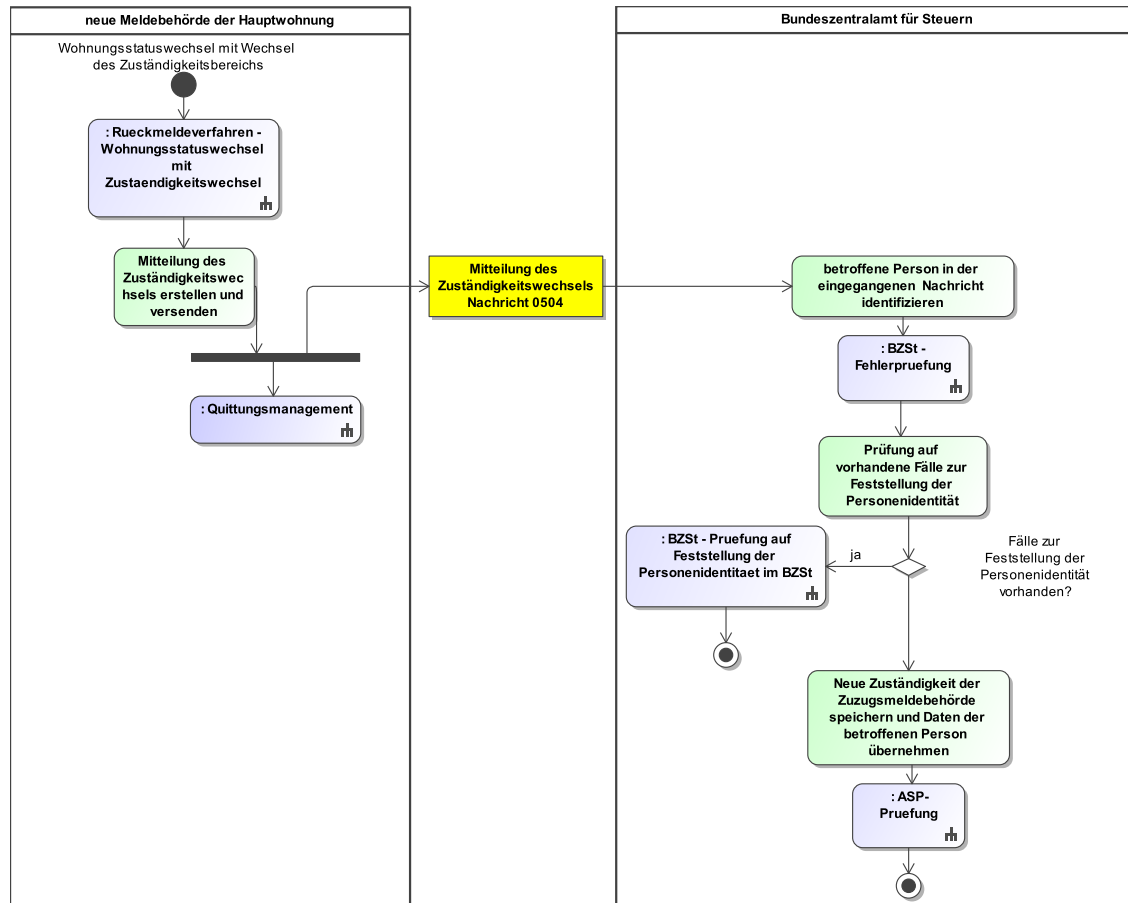 neue Meldebehörde der Hauptwohnung
Wohnungsstatuswechsel mit Wechsel
des Zuständigkeitsbereichs
: Rueckmeldeverfahren -
Wohnungsstatuswechsel
mit
Zustaendigkeitswechsel
Mitteilung des
Zuständigkeitswec
hsels erstellen und
versenden
: Quittungsmanagement
Mitteilung des
Zuständigkeitswechsels
Nachricht 0504
Bundeszentralamt für Steuern
betroffene Person in der
eingegangenen Nachricht
identifizieren
: BZSt -
Fehlerpruefung
Prüfung auf
vorhandene Fälle zur
Feststellung der
Personenidentität
Fälle zur
Feststellung der
Personenidentität
vorhanden?
ja
: BZSt - Pruefung auf
Feststellung der
Personenidentitaet im BZSt
Neue Zuständigkeit der
Zuzugsmeldebehörde
speichern und Daten der
betroffenen Person
übernehmen
: ASP-
Pruefung